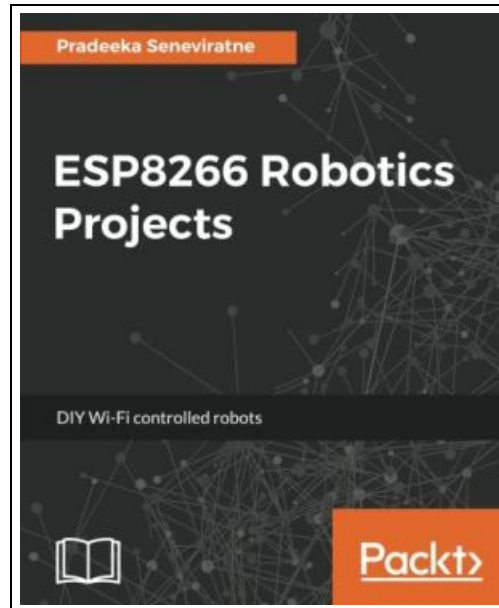 Pradeeka Seneviratne
ESP8266 Robotics
Projects
DIY Wi-Fi controlled robots
Packt>